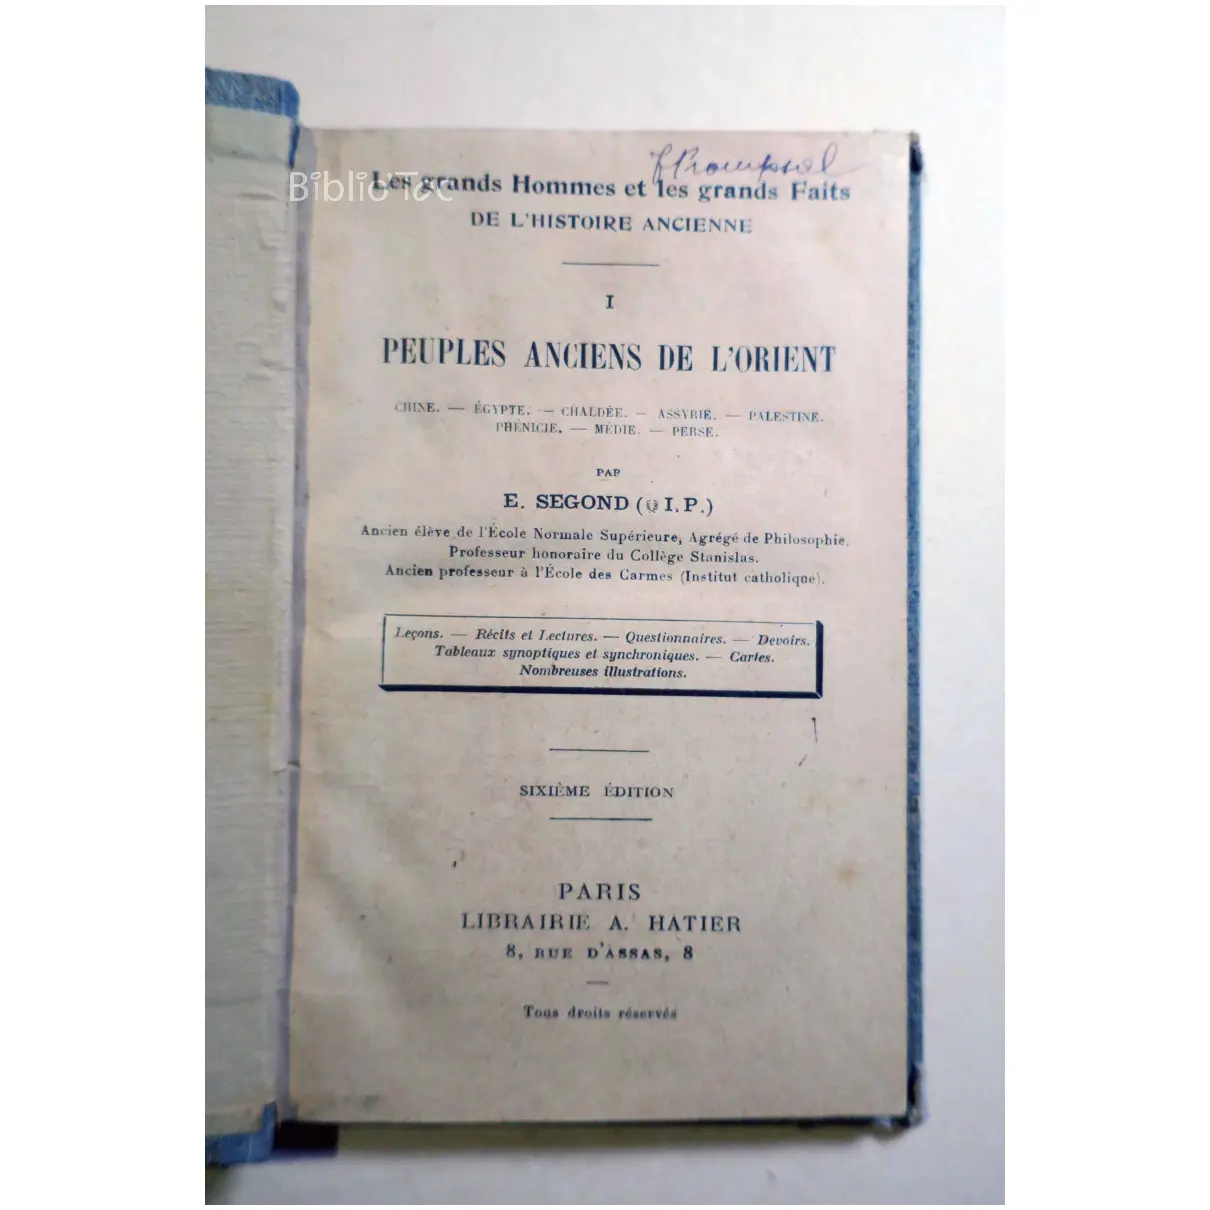 Biblio'Toc
Les grands Hommes et les grands Faits
DE L'HISTOIRE ANCIENNE
I
PEUPLES ANCIENS DE L'ORIENT
CHINE. — ÉGYPTE. — CHALDÉE. — ASSYRIE. — PALESTINE.
PHÉNICIE. — MÉDIE. — PERSE.
PAR
E. SEGOND ( I. P.)
Ancien élève de l'École Normale Supérieure, Agrégé de Philosophie.
Professeur honoraire du Collège Stanislas.
Ancien professeur à l'École des Carmes (Institut catholique).
Leçons. — Récits et Lectures. — Questionnaires. — Devoirs.
Tableaux synoptiques et synchroniques. — Cartes.
Nombreuses illustrations.
SIXIÈME ÉDITION
PARIS
LIBRAIRIE A. HATIER
8, RUE D'ASSAS, 8
Tous droits réservés